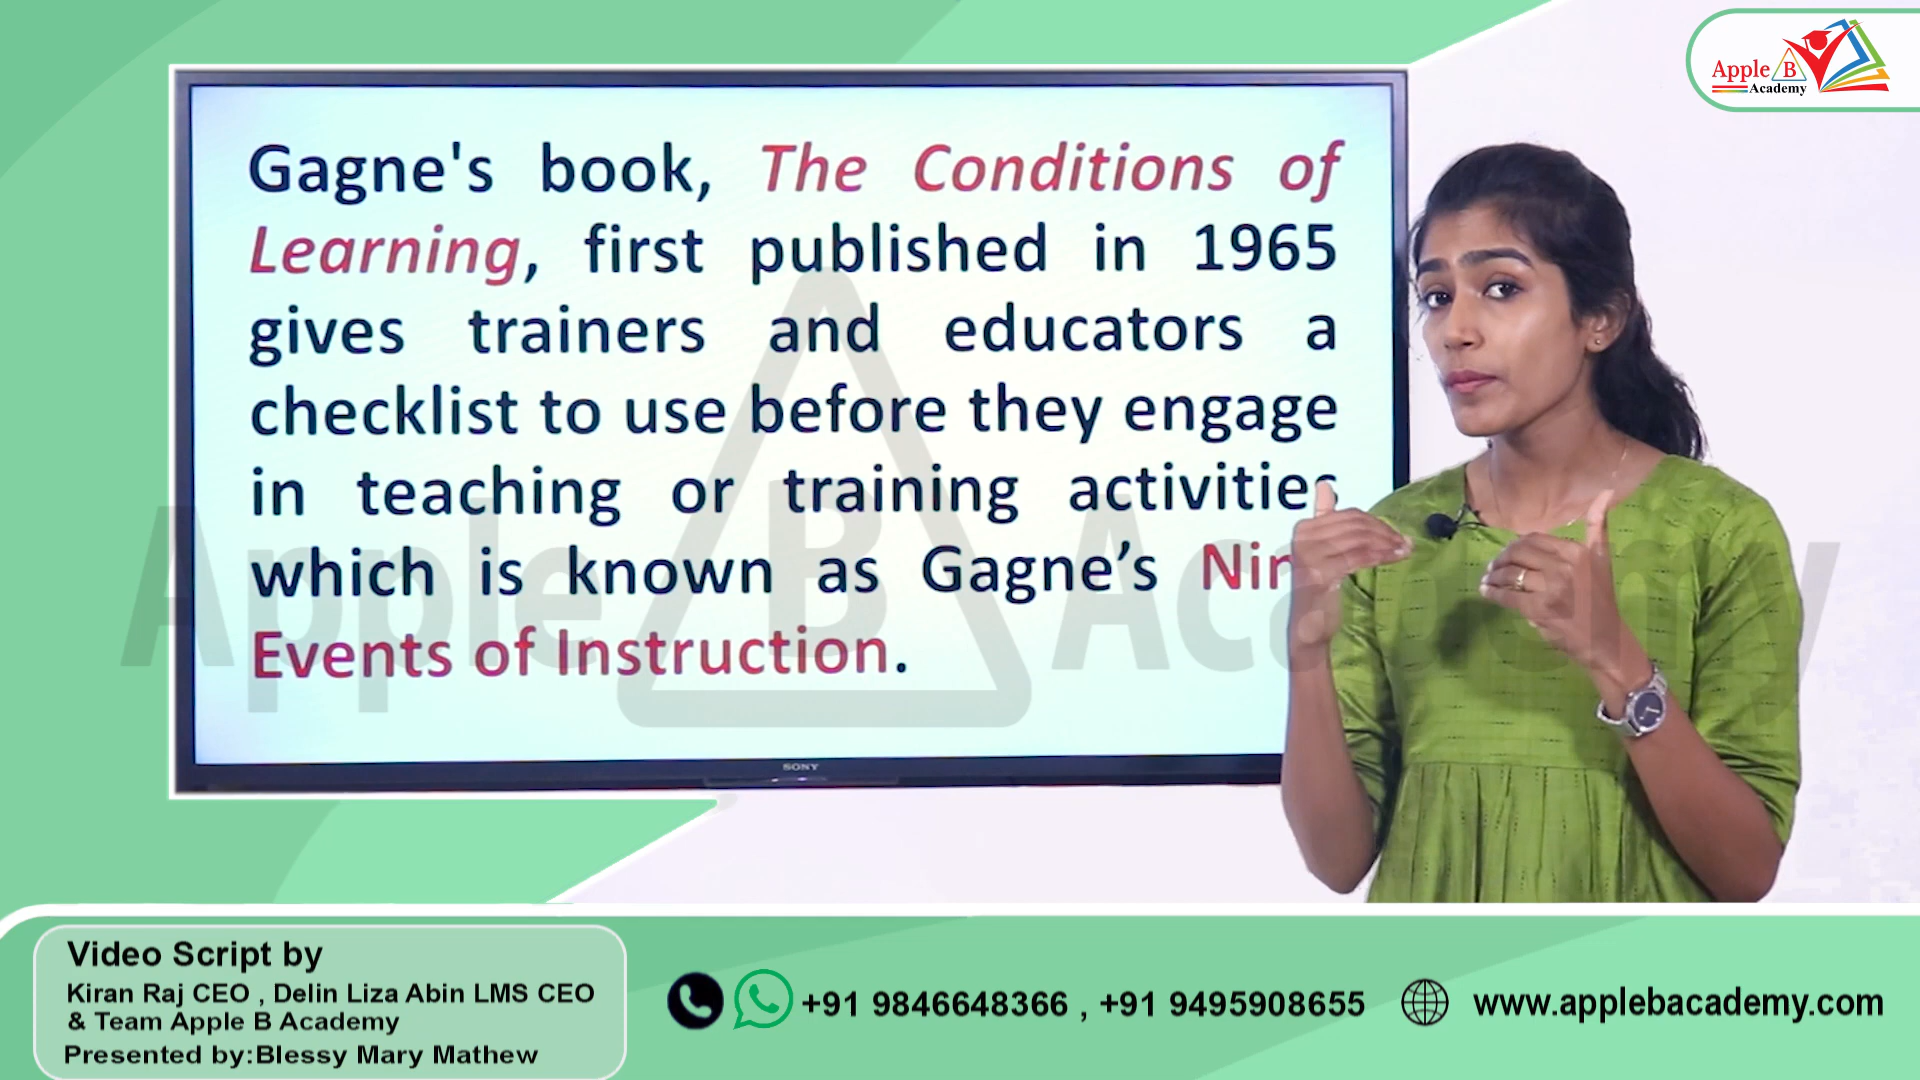 Apple B
Academy
Gagne's book, The Conditions of
Learning, first published in 1965
gives trainers and educators a
checklist to use before they engage
in teaching or training activities
which is known as Gagne’s
Events of Instruction.
SONY
Apple B Academy
Video Script by
Kiran Raj CEO , Delin Liza Abin LMS CEO
& Team Apple B Academy
Presented by:Blessy Mary Mathew
+91 9846648366 , +91 9495908655
www.applebacademy.com